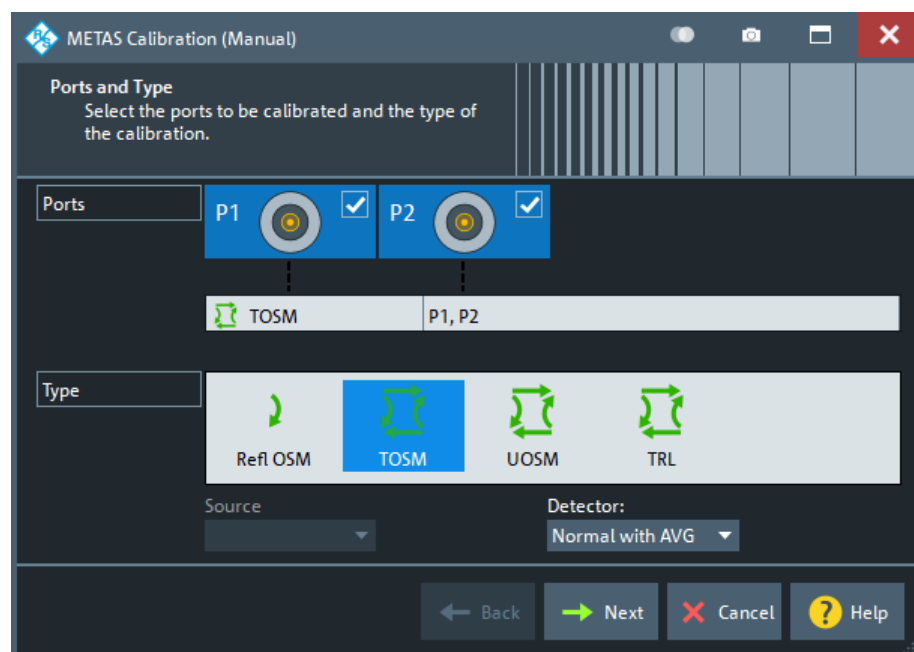 METAS Calibration (Manual)
Ports and Type
Select the ports to be calibrated and the type of
the calibration.
Ports
P1
P2
TOSM
P1, P2
Type
Refl OSM
TOSM
UOSM
TRL
Source
Detector:
Normal with AVG
Back
Next
Cancel
? Help